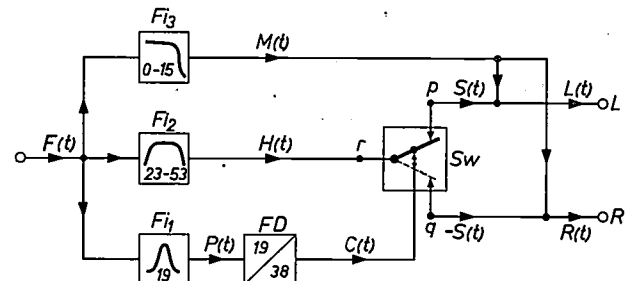 Fi3
0-15
M(t)
F(t)
Fi2
23-53
H(t)
r
p
S(t)
L(t)
L
Sw
q
-S(t)
R(t)
R
Fi1
19
P(t)
FD
19
38
C(t)